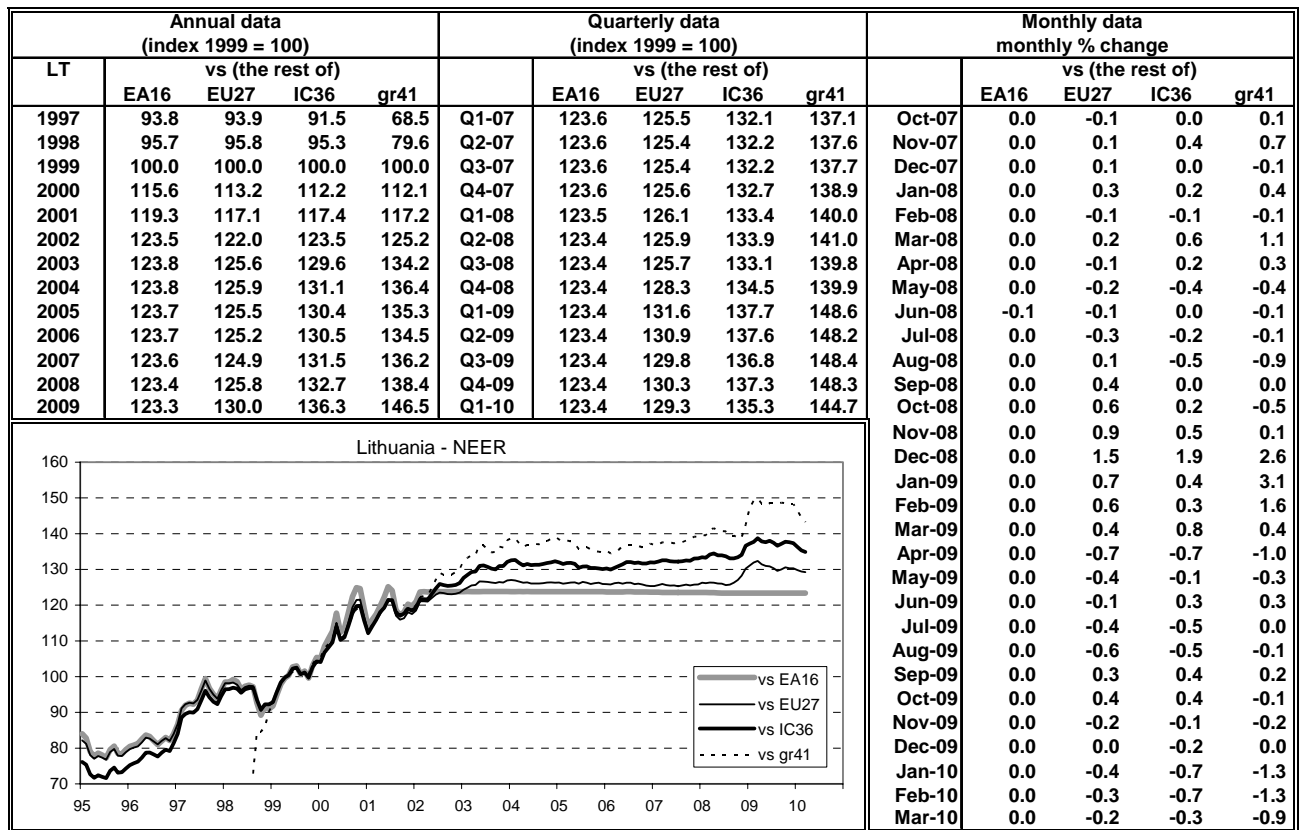 Annual data
(index 1999 = 100)
LT vs (the rest of)
EA16 EU27 IC36 gr41
1997 93.8 93.9 91.5 68.5
1998 95.7 95.8 95.3 79.6
1999 100.0 100.0 100.0 100.0
2000 115.6 113.2 112.2 112.1
2001 119.3 117.1 117.4 117.2
2002 123.5 122.0 123.5 125.2
2003 123.8 125.6 129.6 134.2
2004 123.8 125.9 131.1 136.4
2005 123.7 125.5 130.4 135.3
2006 123.7 125.2 130.5 134.5
2007 123.6 124.9 131.5 136.2
2008 123.4 125.8 132.7 138.4
2009 123.3 130.0 136.3 146.5
Quarterly data
(index 1999 = 100)
vs (the rest of)
EA16 EU27 IC36 gr41
Q1-07 123.6 125.5 132.1 137.1
Q2-07 123.6 125.4 132.2 137.6
Q3-07 123.6 125.4 132.2 137.7
Q4-07 123.6 125.6 132.7 138.9
Q1-08 123.5 126.1 133.4 140.0
Q2-08 123.4 125.9 133.9 141.0
Q3-08 123.4 125.7 133.1 139.8
Q4-08 123.4 128.3 134.5 139.9
Q1-09 123.4 131.6 137.7 148.6
Q2-09 123.4 130.9 137.6 148.2
Q3-09 123.4 129.8 136.8 148.4
Q4-09 123.4 130.3 137.3 148.3
Q1-10 123.4 129.3 135.3 144.7
Monthly data
monthly % change
vs (the rest of)
EA16 EU27 IC36 gr41
Oct-07 0.0 -0.1 0.0 0.1
Nov-07 0.0 0.1 0.4 0.7
Dec-07 0.0 0.1 0.0 -0.1
Jan-08 0.0 0.3 0.2 0.4
Feb-08 0.0 -0.1 -0.1 -0.1
Mar-08 0.0 0.2 0.6 1.1
Apr-08 0.0 -0.1 0.2 0.3
May-08 0.0 -0.2 -0.4 -0.4
Jun-08 -0.1 -0.1 0.0 -0.1
Jul-08 0.0 -0.3 -0.2 -0.1
Aug-08 0.0 0.1 -0.5 -0.9
Sep-08 0.0 0.4 0.0 0.0
Oct-08 0.0 0.6 0.2 -0.5
Nov-08 0.0 0.9 0.5 0.1
Dec-08 0.0 1.5 1.9 2.6
Jan-09 0.0 0.7 0.4 3.1
Feb-09 0.0 0.6 0.3 1.6
Mar-09 0.0 0.4 0.8 0.4
Apr-09 0.0 -0.7 -0.7 -1.0
May-09 0.0 -0.4 -0.1 -0.3
Jun-09 0.0 -0.1 0.3 0.3
Jul-09 0.0 -0.4 -0.5 0.0
Aug-09 0.0 -0.6 -0.5 -0.1
Sep-09 0.0 0.3 0.4 0.2
Oct-09 0.0 0.4 0.4 -0.1
Nov-09 0.0 -0.2 -0.1 -0.2
Dec-09 0.0 0.0 -0.2 0.0
Jan-10 0.0 -0.4 -0.7 -1.3
Feb-10 0.0 -0.3 -0.7 -1.3
Mar-10 0.0 -0.2 -0.3 -0.9
Lithuania - NEER
160
150
140
130
120
110
100
90
80
70
vs EA16
vs EU27
vs IC36
vs gr41
95 96 97 98 99 00 01 02 03 04 05 06 07 08 09 10